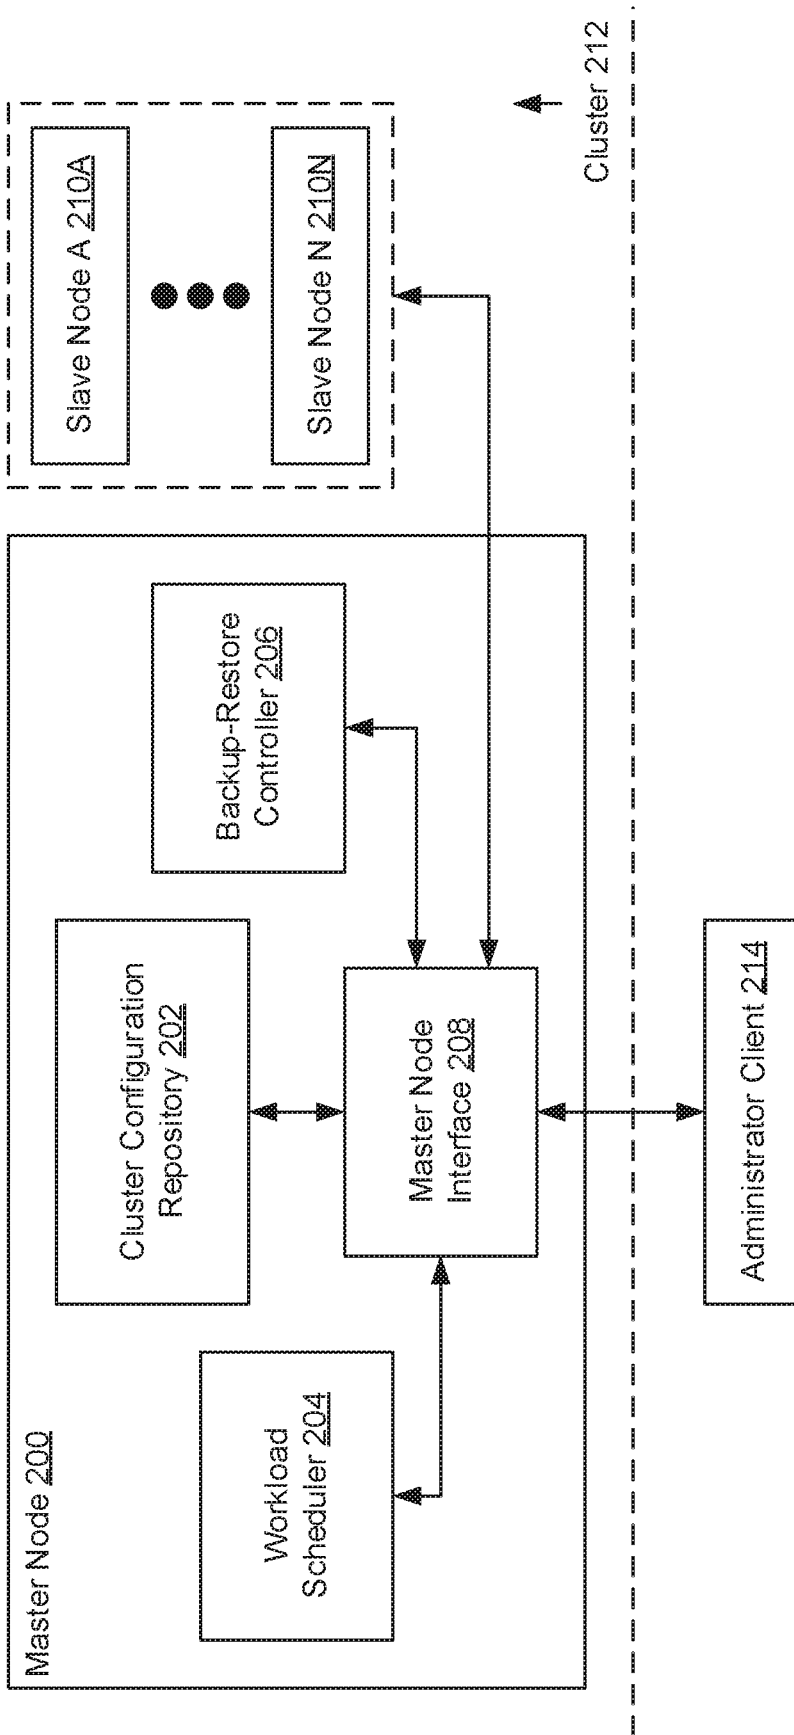 Master Node 200
Cluster Configuration
Repository 202
Workload
Scheduler 204
Backup-Restore
Controller 206
Master Node
Interface 208
Slave Node A 210A
Slave Node N 210N
Cluster 212
Administrator Client 214